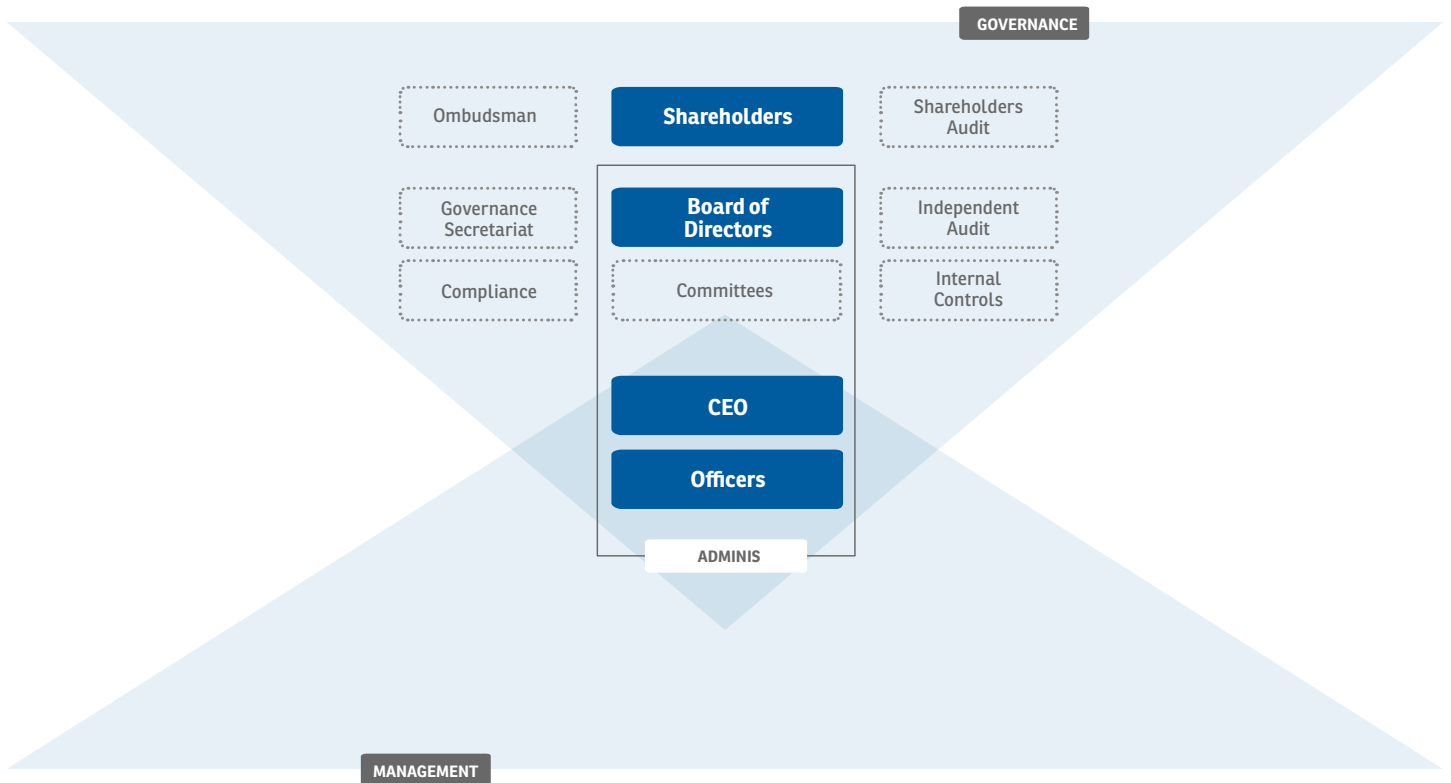 GOVERNANCE
Ombudsman
Shareholders
Shareholders
Audit
Governance
Secretariat
Board of
Directors
Independent
Audit
Compliance
Committees
Internal
Controls
CEO
Officers
ADMINIS
MANAGEMENT